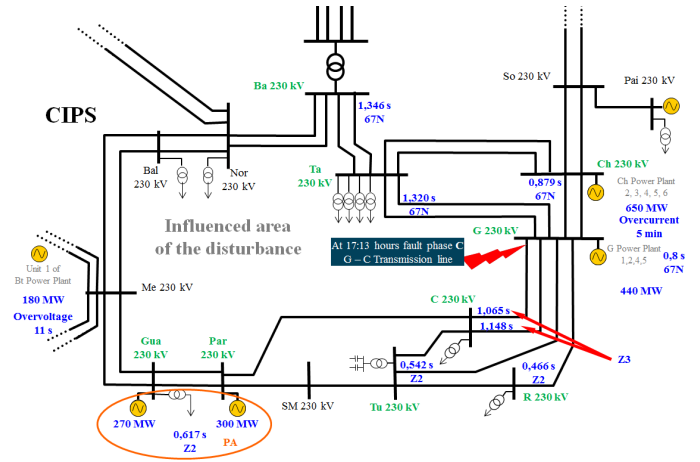 So 230 kV
Pai 230 kV
Ba 230 kV
1,346 s
67N
CIPS
Bal
230 kV
Nor
230 kV
Ta
230 kV
0,879 s
67N
Ch 230 kV
Ch Power Plant
2, 3, 4, 5, 6
650 MW
Overcurrent
5 min
1,320 s
67N
Influenced area
of the disturbance
G 230 kV
At 17:13 hours fault phase C
G – C Transmission line
G Power Plant
1,2,4,5
0,8 s
67N
440 MW
Unit 1 of
Bt Power Plant
180 MW
Overvoltage
11 s
Me 230 kV
C 230 kV
1,065 s
1,148 s
Z3
Gua
230 kV
Par
230 kV
0,542 s
Z2
0,466 s
Z2
SM 230 kV
Tu 230 kV
R 230 kV
270 MW
0,617 s
Z2
300 MW
PA